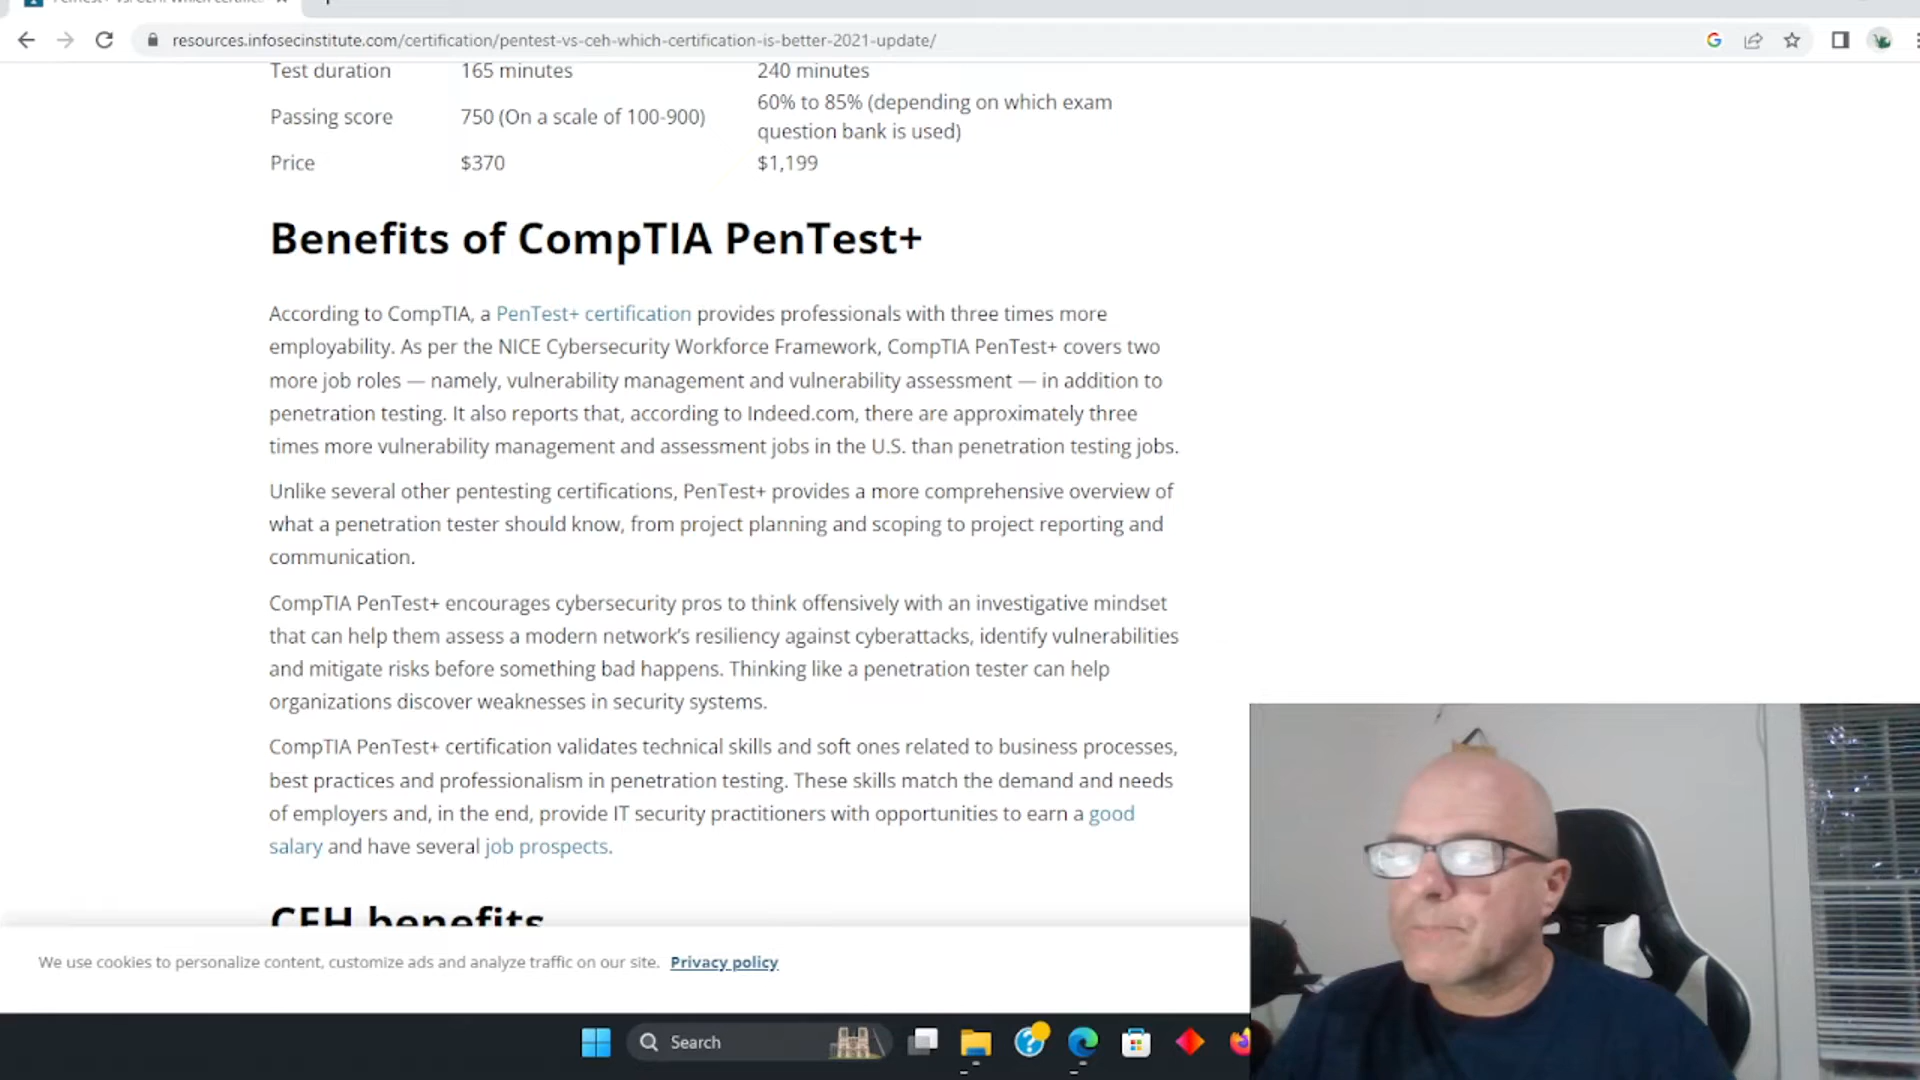 resources.infosecinstitute.com/certification/pentest-vs-ceh-which-certification-is-better-2021-update/
Test duration 165 minutes 240 minutes
Passing score 750 (On a scale of 100-900) 60% to 85% (depending on which exam
question bank is used)
Price $370 $1,199
Benefits of CompTIA PenTest+
According to CompTIA, a PenTest+ certification provides professionals with three times more
employability. As per the NICE Cybersecurity Workforce Framework, CompTIA PenTest+ covers two
more job roles — namely, vulnerability management and vulnerability assessment — in addition to
penetration testing. It also reports that, according to Indeed.com, there are approximately three
times more vulnerability management and assessment jobs in the U.S. than penetration testing jobs.
Unlike several other pentesting certifications, PenTest+ provides a more comprehensive overview of
what a penetration tester should know, from project planning and scoping to project reporting and
communication.
CompTIA PenTest+ encourages cybersecurity pros to think offensively with an investigative mindset
that can help them assess a modern network's resiliency against cyberattacks, identify vulnerabilities
and mitigate risks before something bad happens. Thinking like a penetration tester can help
organizations discover weaknesses in security systems.
CompTIA PenTest+ certification validates technical skills and soft ones related to business processes,
best practices and professionalism in penetration testing. These skills match the demand and needs
of employers and, in the end, provide IT security practitioners with opportunities to earn a good
salary and have several job prospects.
CEH benefits
We use cookies to personalize content, customize ads and analyze traffic on our site. Privacy policy
Search